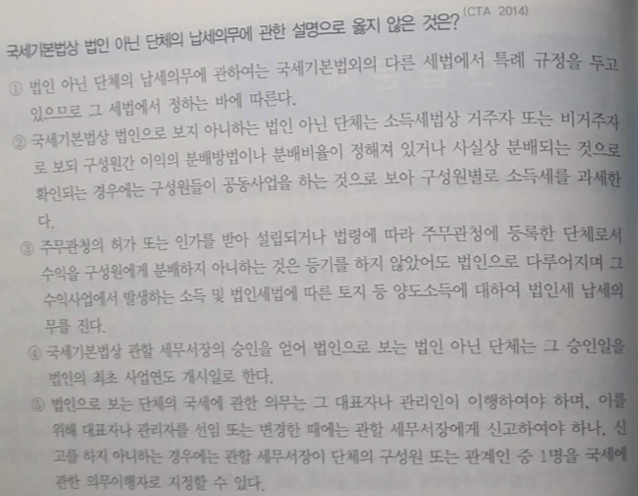 국세기본법상 법인 아닌 단체의 납세의무에 관한 설명으로 옳지 않은 것은? (CTA 2014)
① 법인 아닌 단체의 납세의무에 관하여는 국세기본법외의 다른 세법에서 특례 규정을 두고
있으므로 그 세법에서 정하는 바에 따른다.
② 국세기본법상 법인으로 보지 아니하는 법인 아닌 단체는 소득세법상 거주자 또는 비거주자
로 보되 구성원간 이익의 분배방법이나 분배비율이 정해져 있거나 사실상 분배되는 것으로
확인되는 경우에는 구성원들이 공동사업을 하는 것으로 보아 구성원별로 소득세를 과세한
다.
③ 주무관청의 허가 또는 인가를 받아 설립되거나 법령에 따라 주무관청에 등록한 단체로서
수익을 구성원에게 분배하지 아니하는 것은 등기를 하지 않았어도 법인으로 다루어지며 그
수익사업에서 발생하는 소득 및 법인세법에 따른 토지 등 양도소득에 대하여 법인세 납세의
무를 진다.
④ 국세기본법상 관할 세무서장의 승인을 얻어 법인으로 보는 법인 아닌 단체는 그 승인일을
법인의 최초 사업연도 개시일로 한다.
⑤ 법인으로 보는 단체의 국세에 관한 의무는 그 대표자나 관리인이 이행하여야 하며, 이를
위해 대표자나 관리자를 선임 또는 변경한 때에는 관할 세무서장에게 신고하여야 하나, 신
고를 하지 아니하는 경우에는 관할 세무서장이 단체의 구성원 또는 관계인 중 1명을 국세에
관한 의무이행자로 지정할 수 있다.